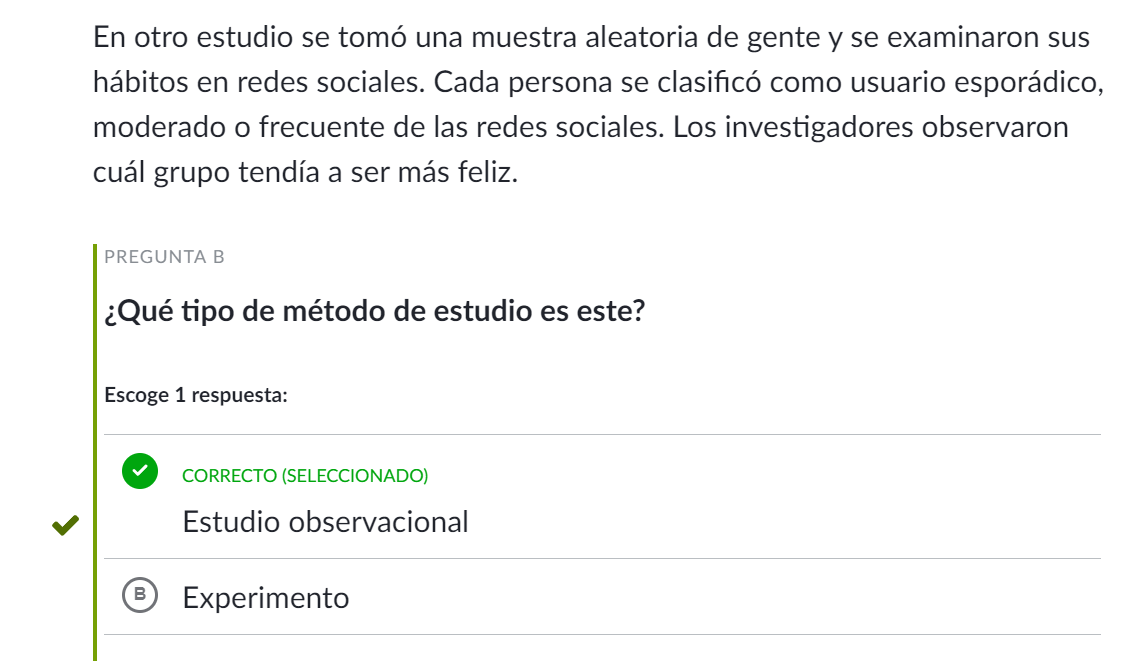 En otro estudio se tomó una muestra aleatoria de gente y se examinaron sus
hábitos en redes sociales. Cada persona se clasificó como usuario esporádico,
moderado o frecuente de las redes sociales. Los investigadores observaron
cuál grupo tendía a ser más feliz.
PREGUNTA B
¿Qué tipo de método de estudio es este?
Escoge 1 respuesta:
CORRECTO (SELECCIONADO)
Estudio observacional
B Experimento